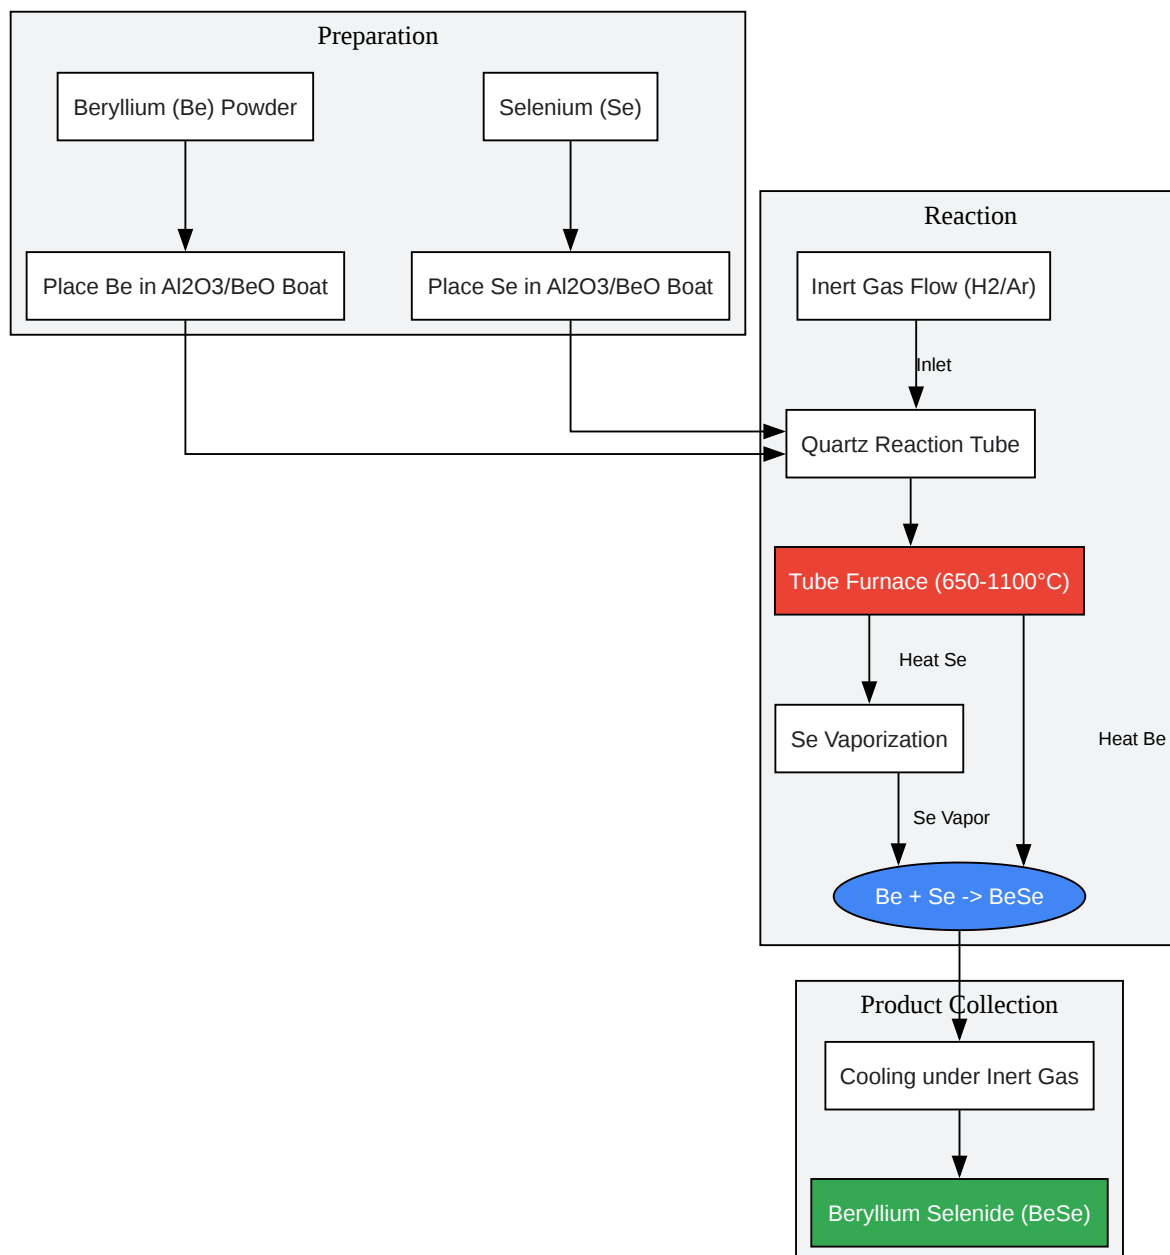 Preparation
Beryllium (Be) Powder
Selenium (Se)
Place Be in Al2O3/BeO Boat
Place Se in Al2O3/BeO Boat
Reaction
Inert Gas Flow (H2/Ar)
Inlet
Quartz Reaction Tube
Tube Furnace (650-1100°C)
Heat Se
Se Vaporization
Heat Be
Se Vapor
Be + Se -> BeSe
Product Collection
Cooling under Inert Gas
Beryllium Selenide (BeSe)